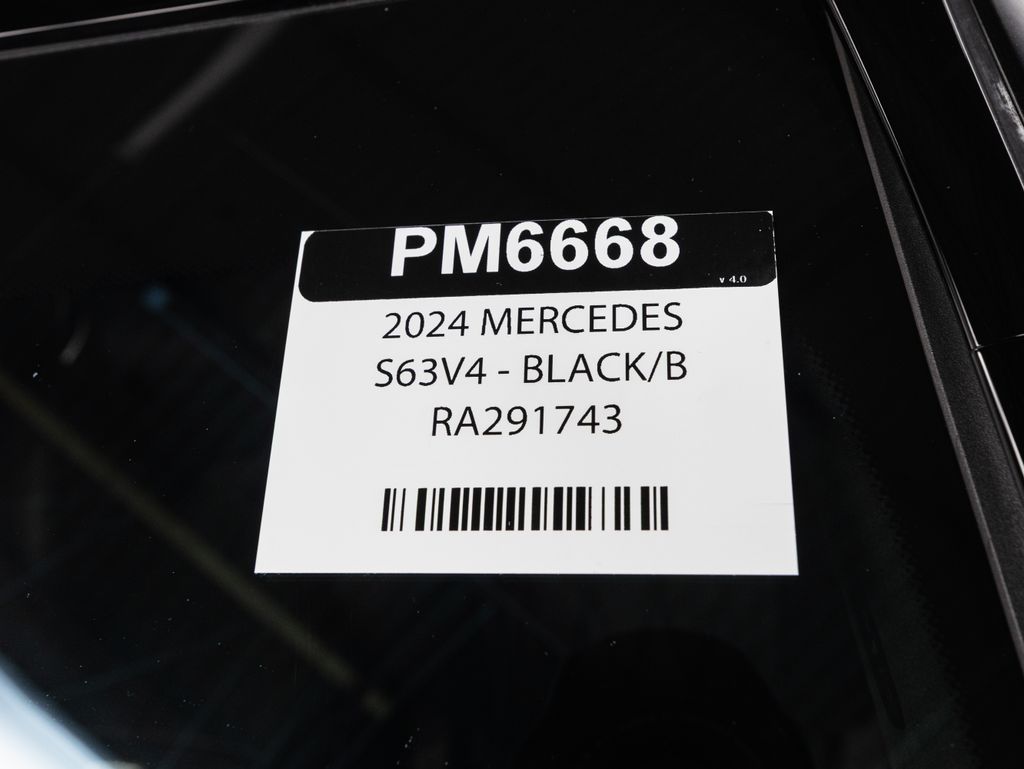 PM6668
v 4.0
2024 MERCEDES
S63V4 - BLACK/B
RA291743